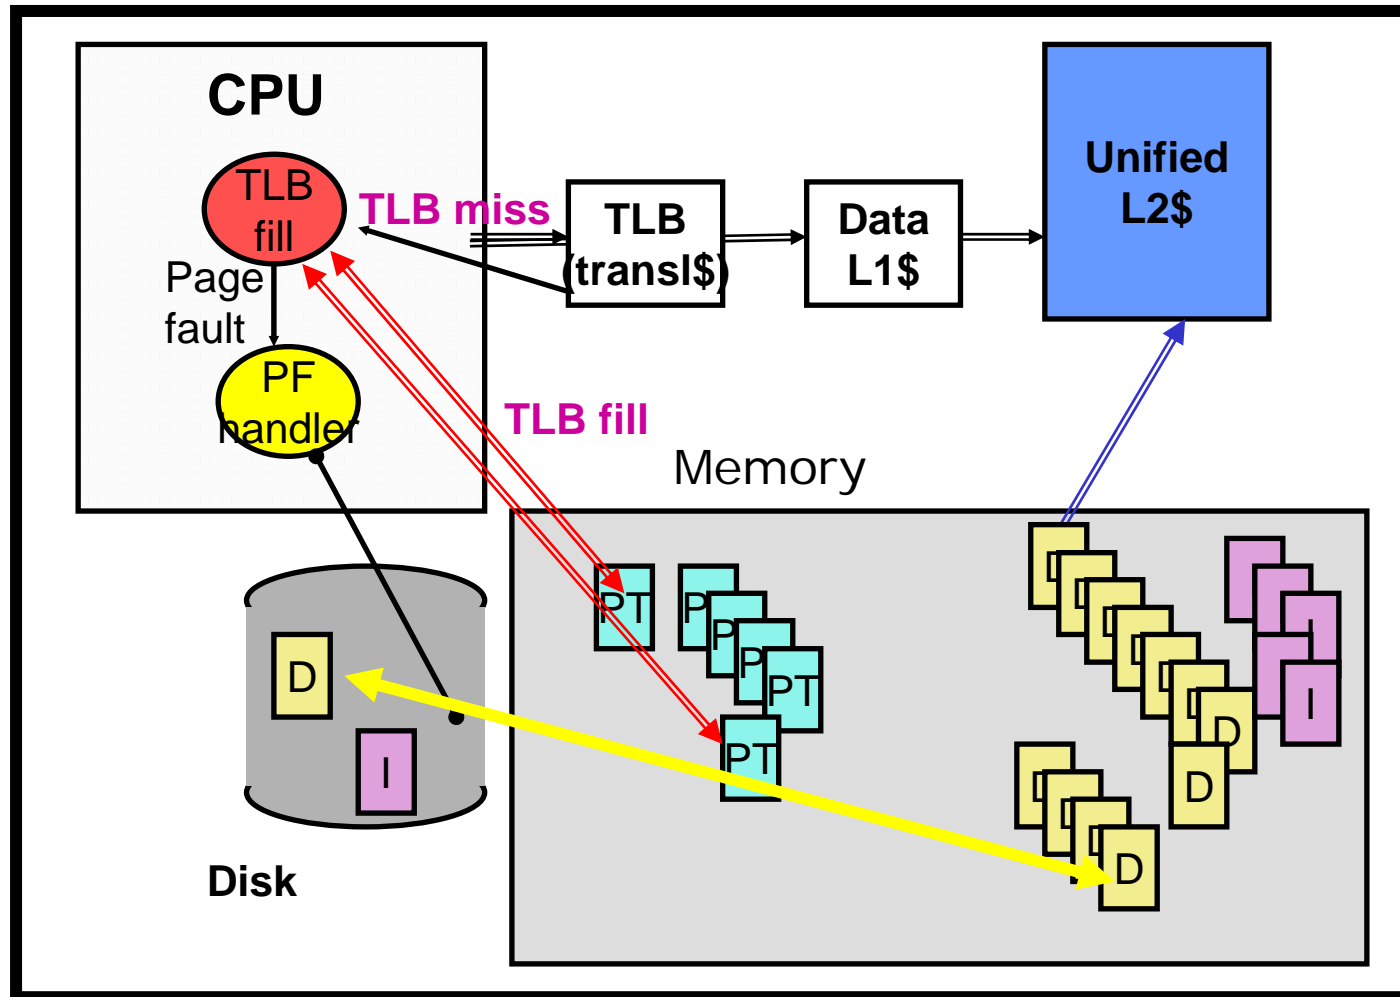 CPU
TLB
fill
TLB miss
TLB
(transl$)
Data
L1$
Unified
L2$
Page
fault
PF
handler
TLB fill
Memory
PT
P
P
P
PT
PT
D
I
D
D
D
I
I
Disk